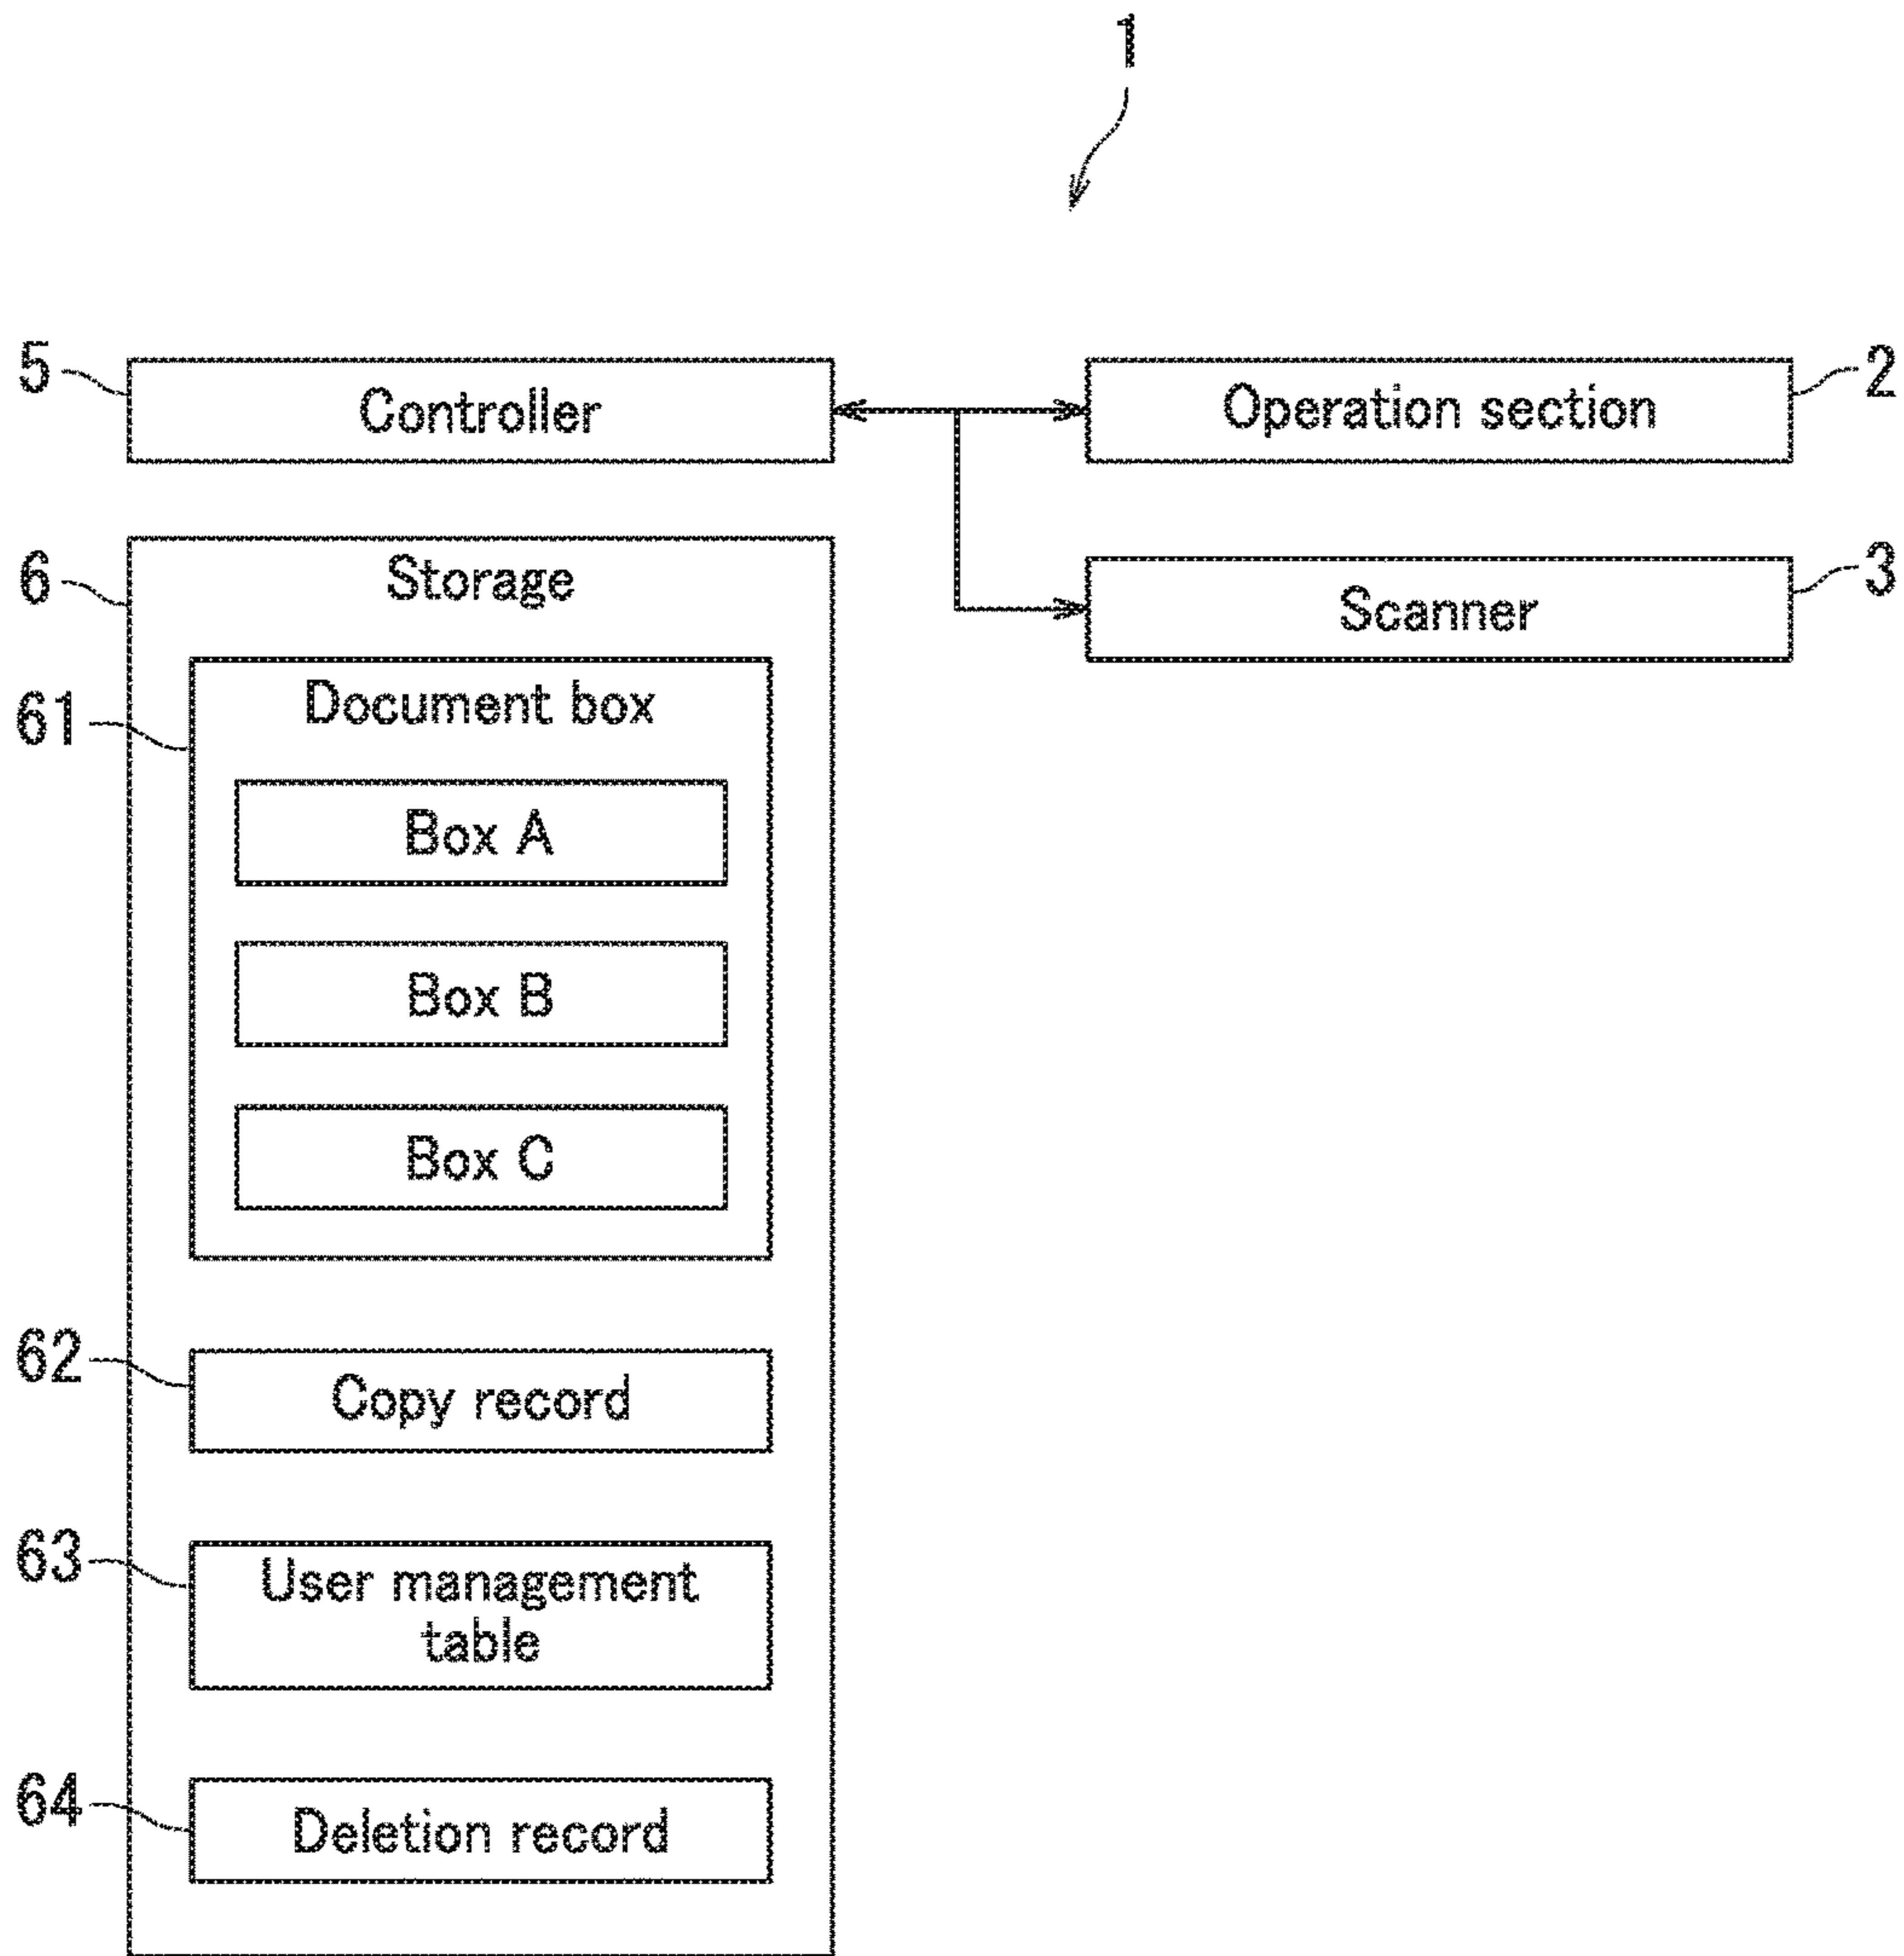 1
5
Controller
Operation section
2
6
Storage
Scanner
3
61
Document box
Box A
Box B
Box C
62
Copy record
63
User management
table
64
Deletion record